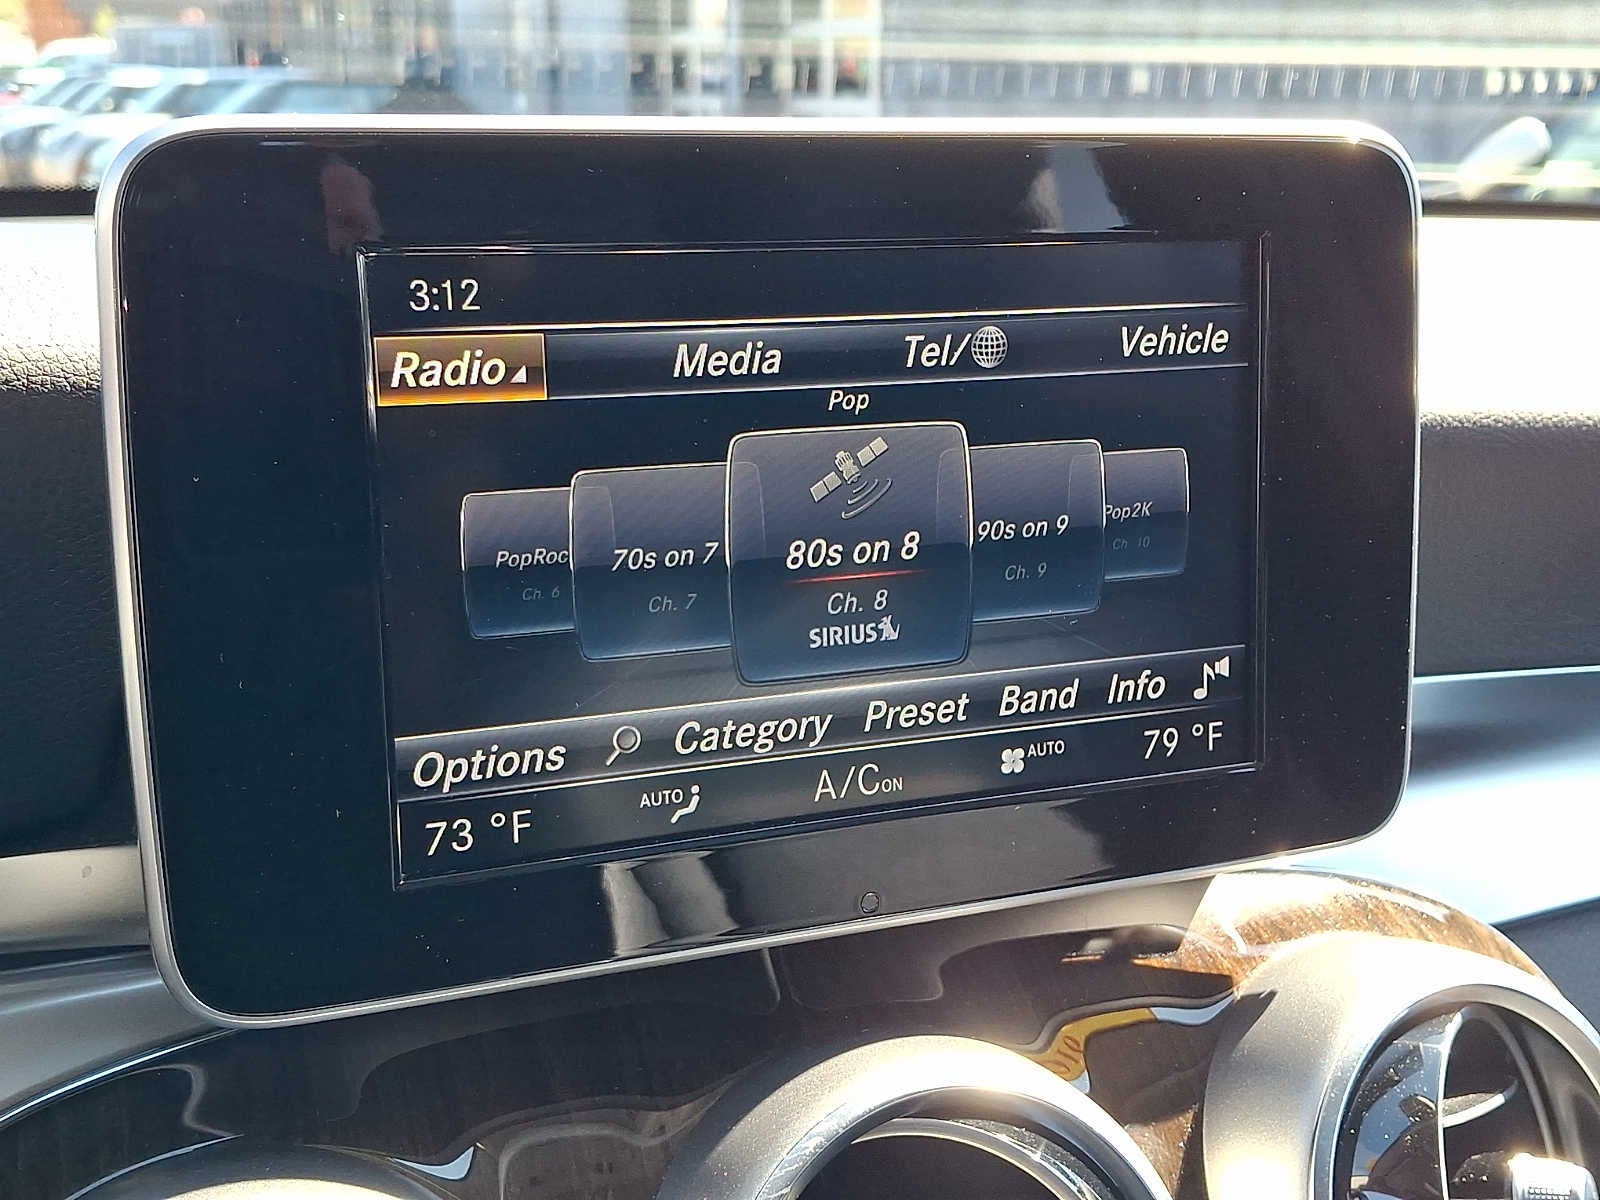 3:12
Radio Media Tel/ Vehicle
Pop
PopRoc 70s on 7 80s on 8 90s on 9 Pop2K
Ch. 6 Ch. 7 Ch. 8 Ch. 9 Ch 10
SIRIUS
Options Category Preset Band Info
73 °F AUTO A/C ON AUTO 79 °F